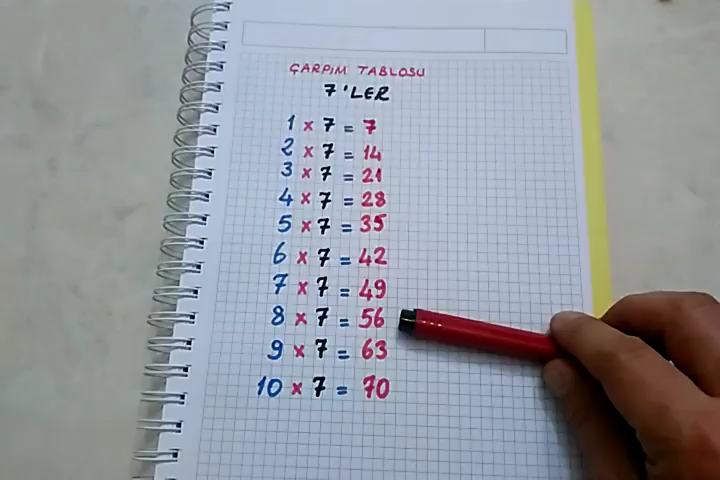 ÇARPIM TABLOSU
7'LER
1 x 7 = 7
2 x 7 = 14
3 x 7 = 21
4 x 7 = 28
5 x 7 = 35
6 x 7 = 42
7 x 7 = 49
8 x 7 = 56
9 x 7 = 63
10 x 7 = 70